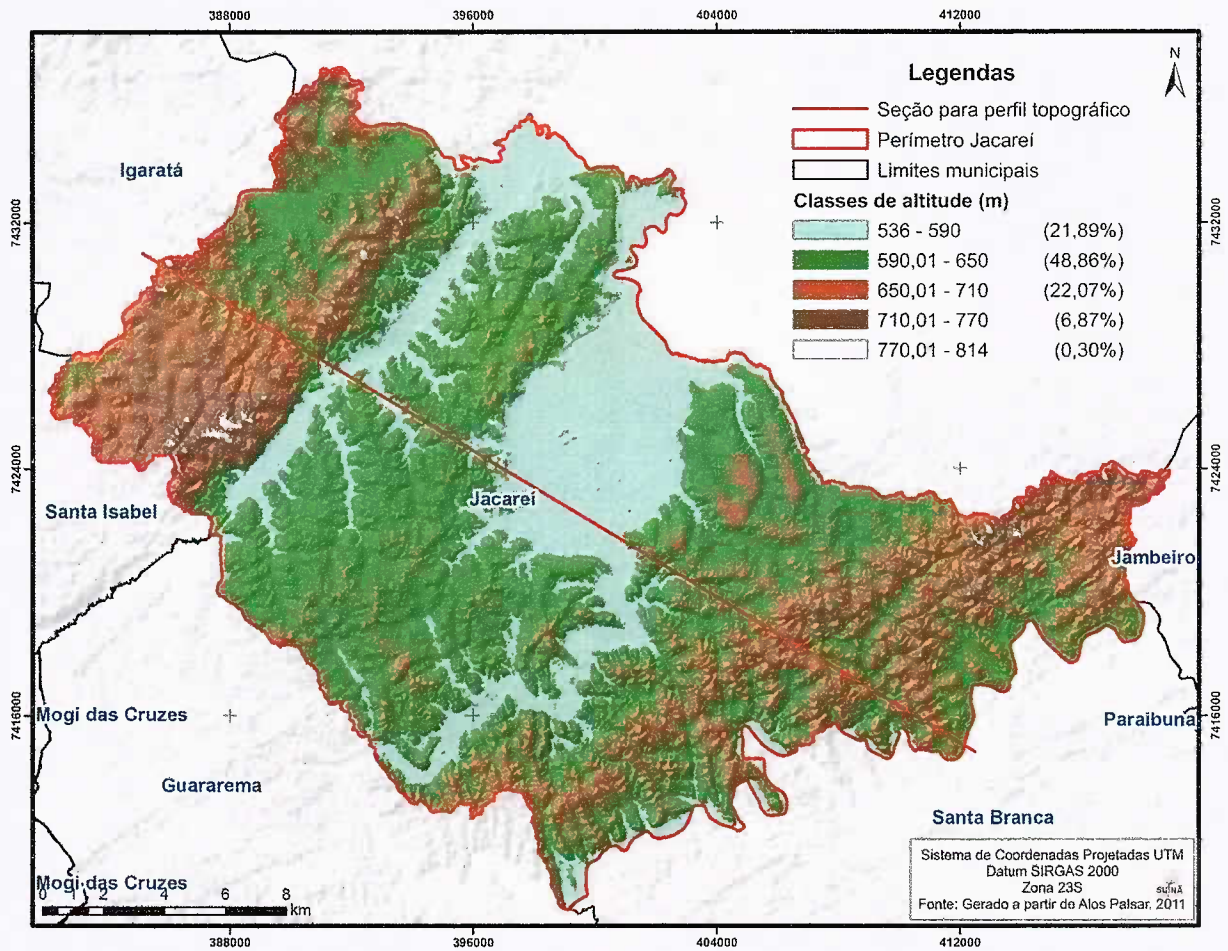 388000 396000 404000 412000
Legendas
N
Seção para perfil topográfico
Perímetro Jacareí
Limites municipais
Classes de altitude (m)
536 - 590 (21,89%)
590,01 - 650 (48,86%)
650,01 - 710 (22,07%)
710,01 - 770 (6,87%)
770,01 - 814 (0,30%)
Igaratá
7432000 7432000
7424000 7424000
Jacareí
Santa Isabel
Jambeiro
7416000 7416000
Mogi das Cruzes
Paraibuna
Guararema
Santa Branca
Sistema de Coordenadas Projetadas UTM
Datum SIRGAS 2000
Zona 23S
Fonte: Gerado a partir de Alos Palsar, 2011
Mogi das Cruzes
0 1 2 4 6 8
km
388000 396000 404000 412000